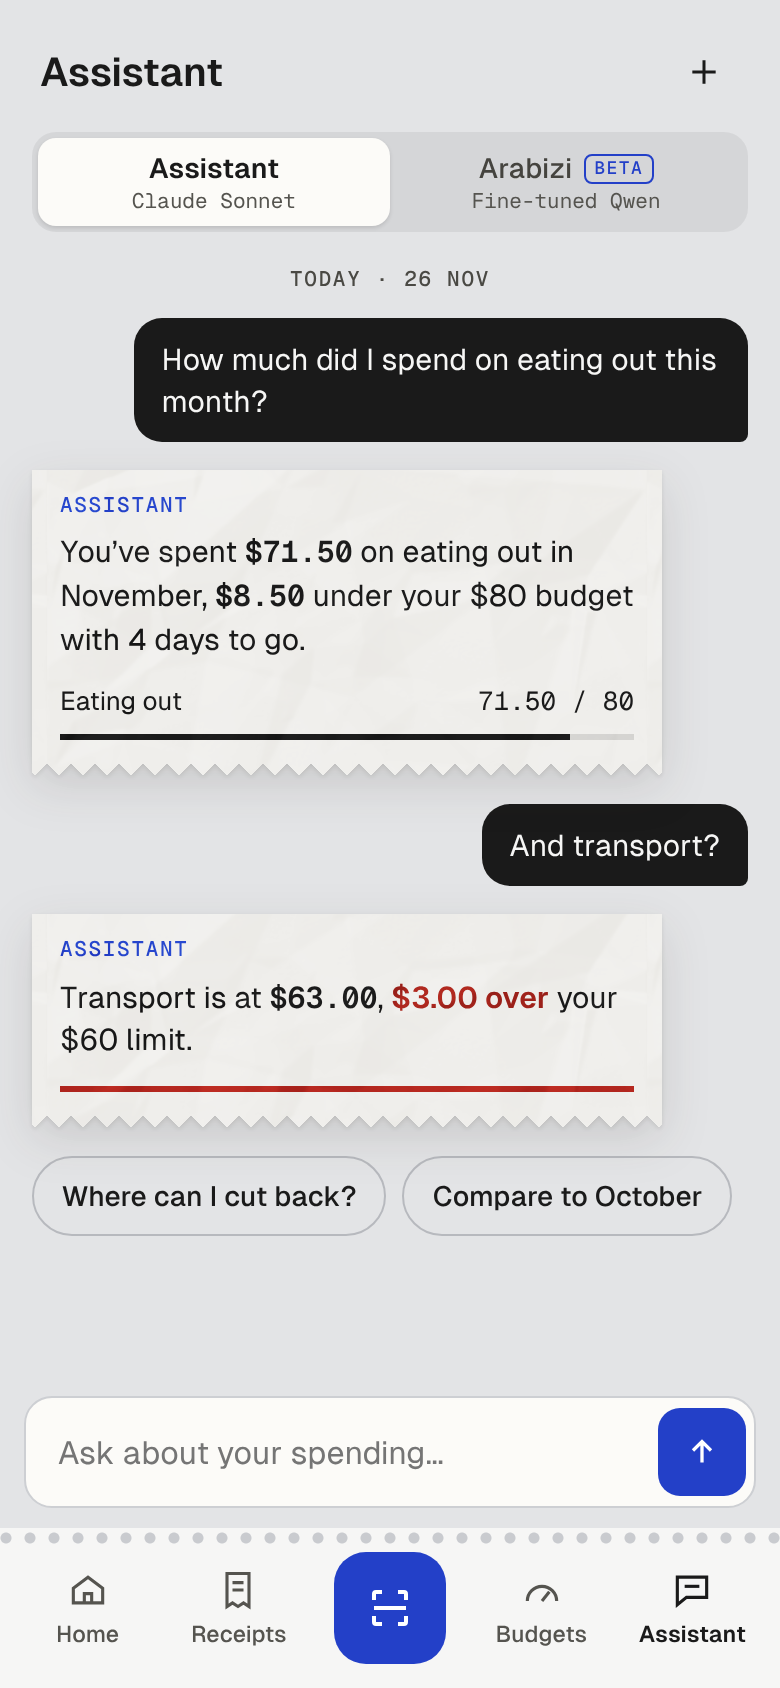 Assistant
Assistant
Claude Sonnet
Arabizi BETA
Fine-tuned Qwen
TODAY · 26 NOV
How much did I spend on eating out this
month?
ASSISTANT
You’ve spent $71.50 on eating out in
November, $8.50 under your $80 budget
with 4 days to go.
Eating out 71.50 / 80
And transport?
ASSISTANT
Transport is at $63.00, $3.00 over your
$60 limit.
Where can I cut back? Compare to October
Ask about your spending…
Home Receipts Budgets Assistant